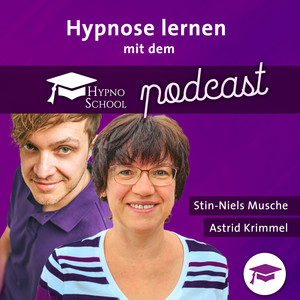 Hypnose lernen
mit dem
HYPNO
SCHOOL
podcast
Stin-Niels Musche
Astrid Krimmel